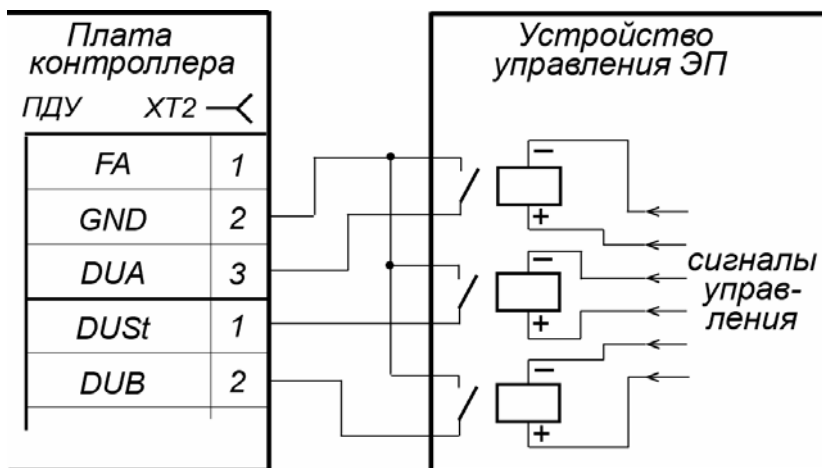 Плата
контроллера
ПДУ XT2
FA 1
GND 2
DUA 3
DUSt 1
DUB 2
Устройство
управления ЭП
− +
− +
− +
сигналы
управ-
ления